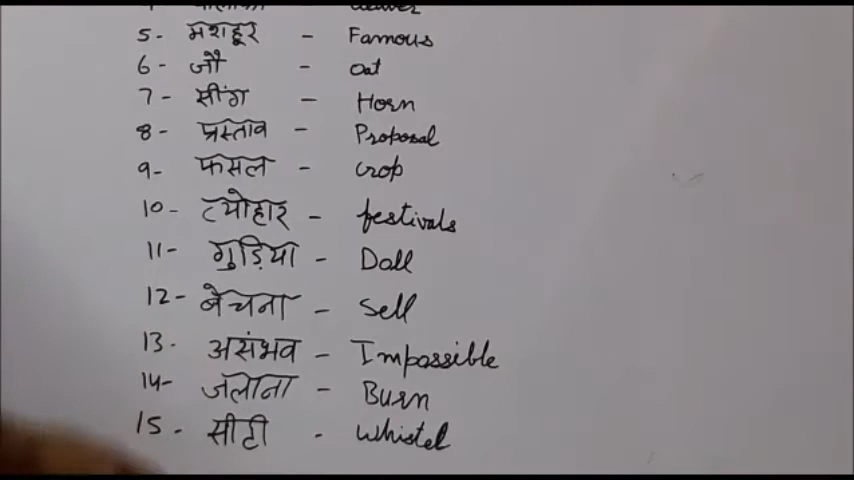 5- मशहूर - Famous
6- जौ - Oat
7- सींग - Horn
8- प्रस्ताव - Proposal
9- फसल - Crop
10- त्योहार - festivals
11- गुड़िया - Doll
12- बेचना - Sell
13. असंभव - Impossible
14- जलाना - Burn
15. सीटी - Whistel